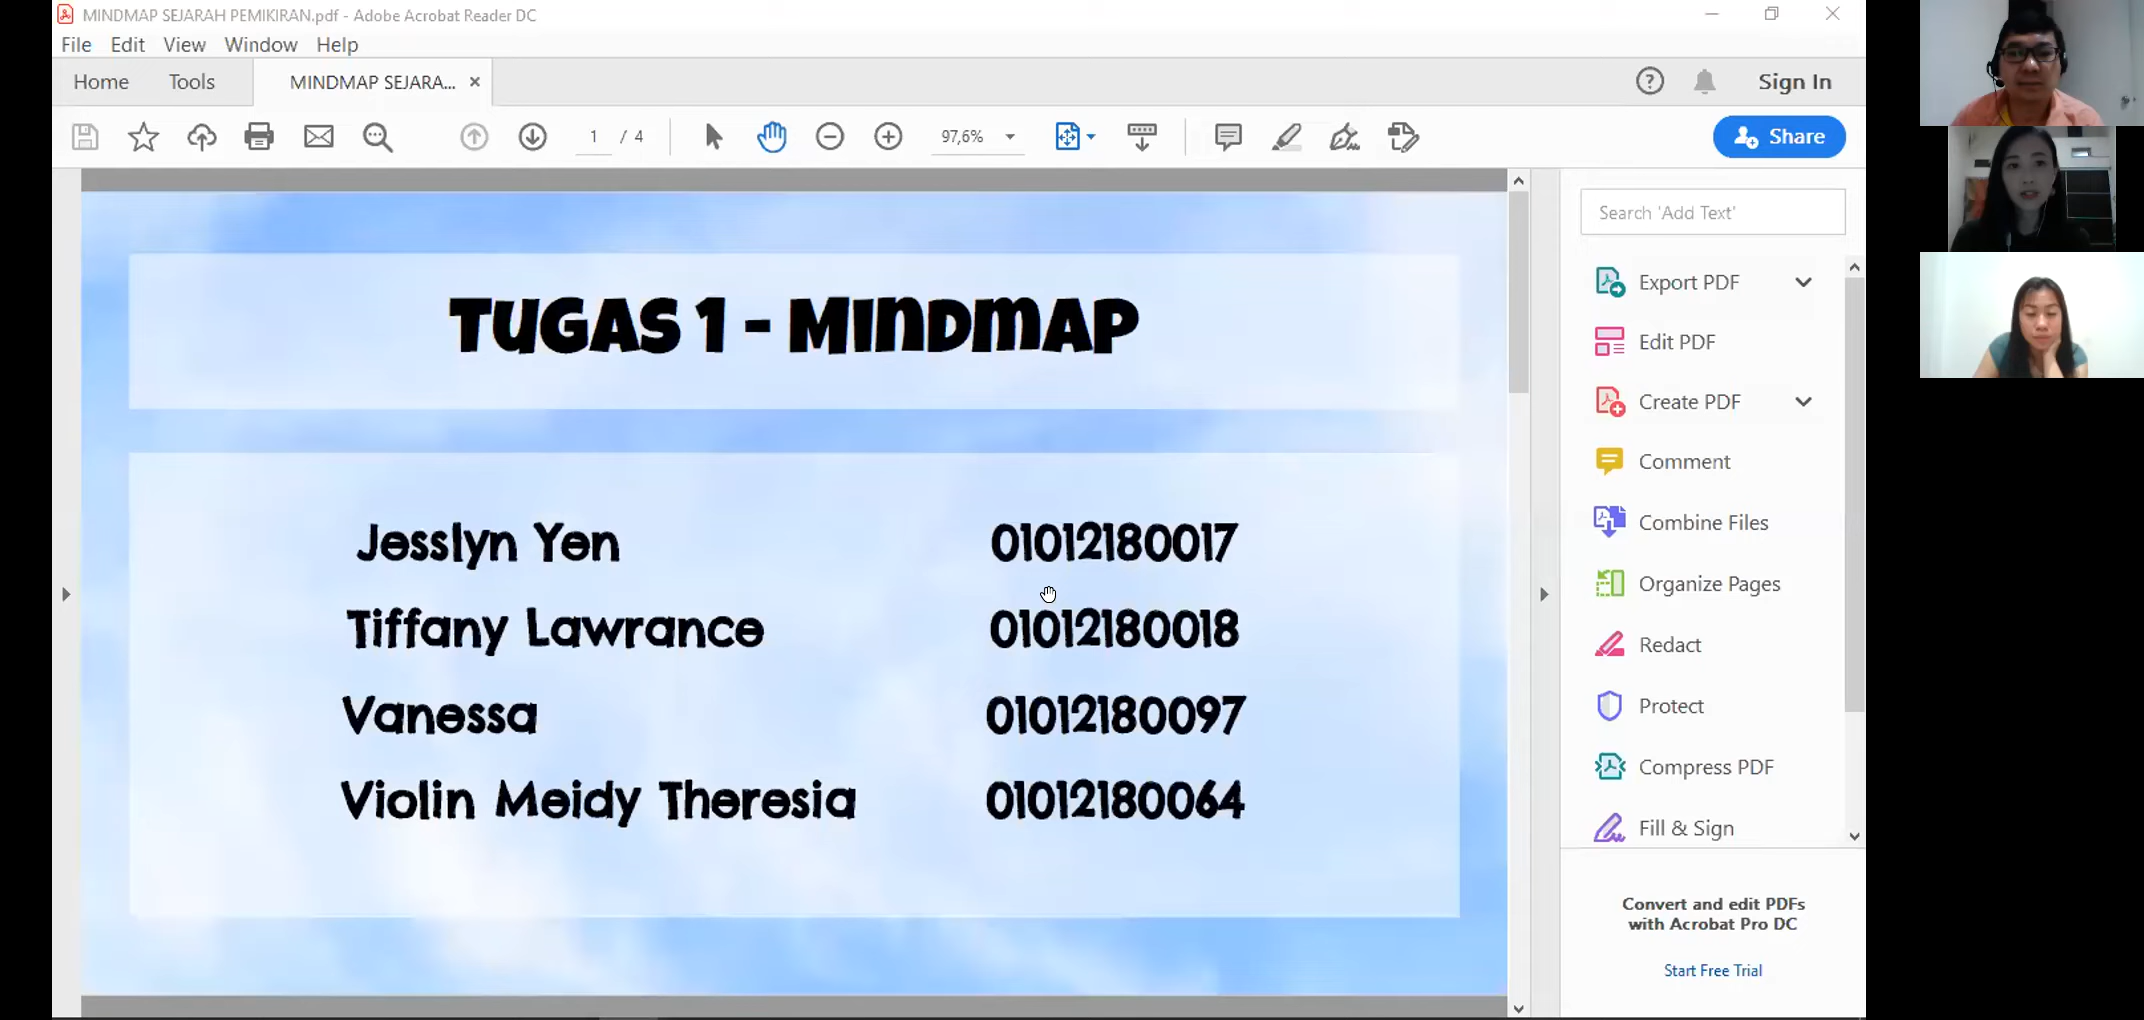 MINDMAP SEJARAH PEMIKIRAN.pdf - Adobe Acrobat Reader DC
File Edit View Window Help
Home Tools MINDMAP SEJARA... × Sign In
1 / 4 97,6% Share
Search 'Add Text'
TUGAS 1 - MINDMAP
Jesslyn Yen 01012180017
Tiffany Lawrance 01012180018
Vanessa 01012180097
Violin Meidy Theresia 01012180064
Export PDF
Edit PDF
Create PDF
Comment
Combine Files
Organize Pages
Redact
Protect
Compress PDF
Fill & Sign
Convert and edit PDFs
with Acrobat Pro DC
Start Free Trial